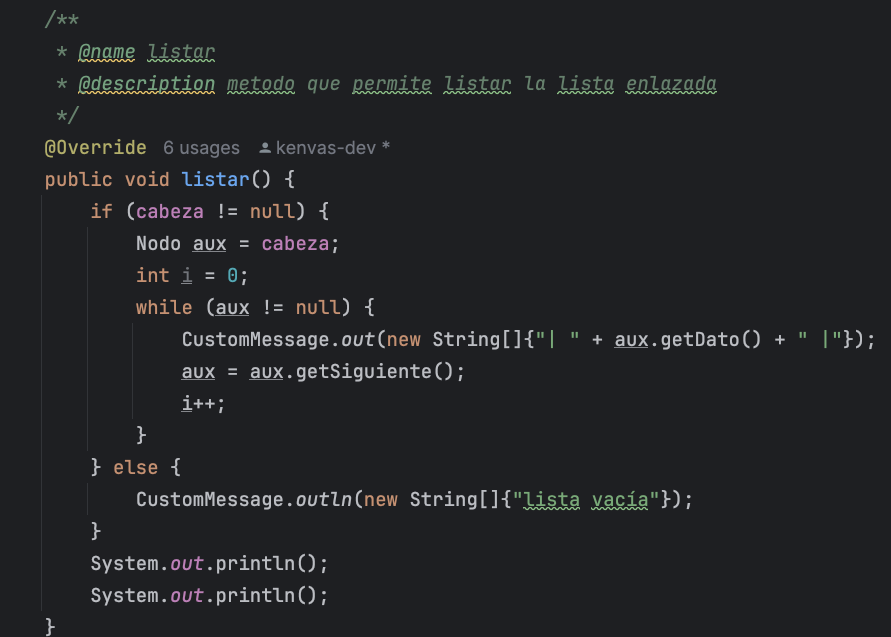 /**
 * @name listar
 * @description metodo que permite listar la lista enlazada
 */
@Override 6 usages kenvas-dev *
public void listar() {
    if (cabeza != null) {
        Nodo aux = cabeza;
        int i = 0;
        while (aux != null) {
            CustomMessage.out(new String[]{"| " + aux.getDato() + " |"});
            aux = aux.getSiguiente();
            i++;
        }
    } else {
        CustomMessage.outln(new String[]{"lista vacía"});
    }
    System.out.println();
    System.out.println();
}